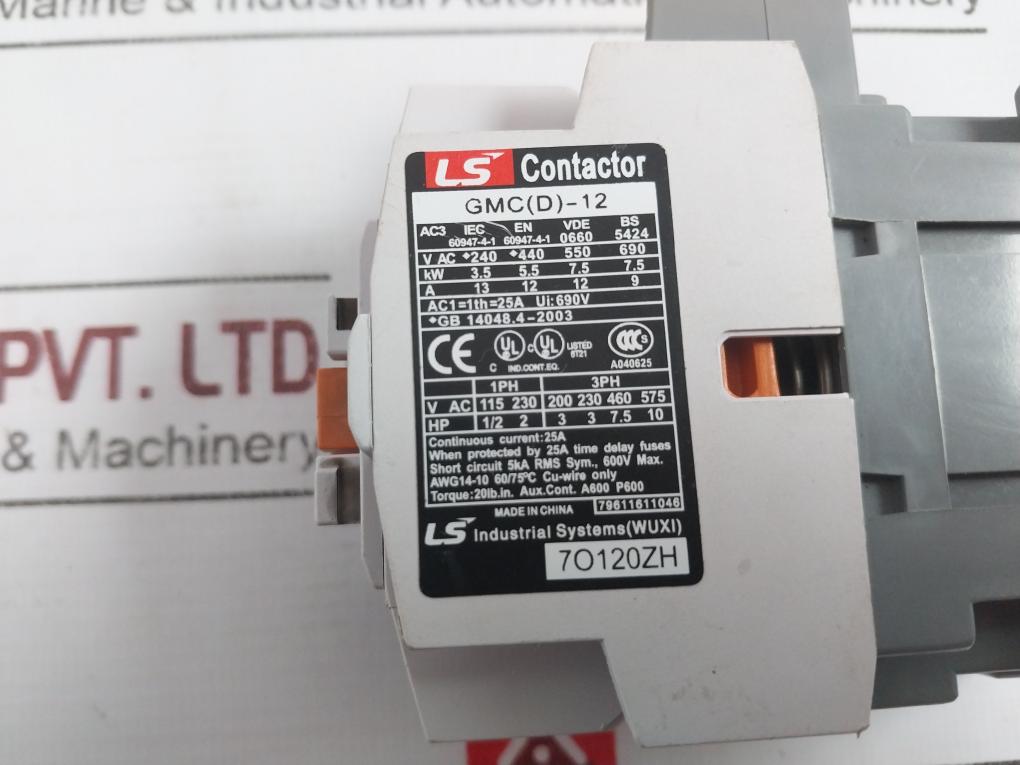 Marine & Industrial Automation
PVT. LTD
& Machinery
LS Contactor
GMC(D)-12
AC3 IEC 60947-4-1 EN 60947-4-1 VDE 0660 BS 5424
V AC *240 *440 550 690
kW 3.5 5.5 7.5 7.5
A 13 12 12 9
AC1=1th=25A Ui:690V
*GB 14048.4-2003
CE UL C UL LISTED 6T21 CCC S
C IND.CONT.EQ. A040625
1PH 3PH
V AC 115 230 200 230 460 575
HP 1/2 2 3 3 7.5 10
Continuous current:25A
When protected by 25A time delay fuses
Short circuit 5kA RMS Sym., 600V Max.
AWG14-10 60/75°C Cu-wire only
Torque:20lb.in. Aux.Cont. A600 P600
MADE IN CHINA 79611611046
LS Industrial Systems(WUXI)
7O120ZH